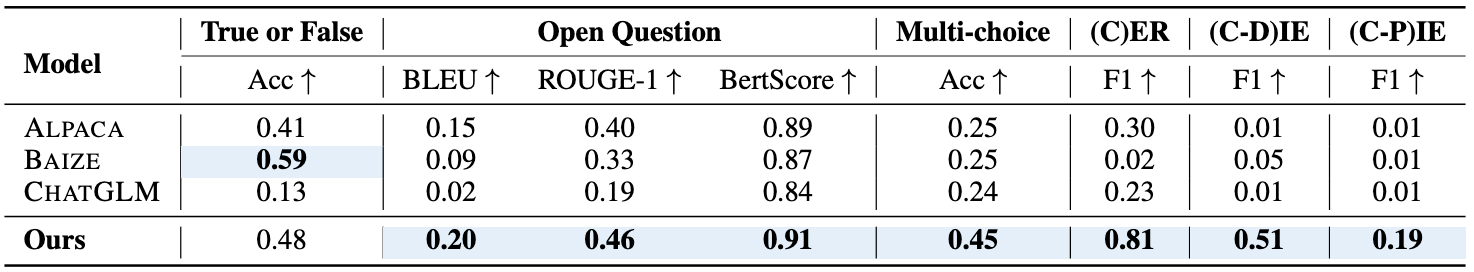 Model True or False Open Question Multi-choice (C)ER (C-D)IE (C-P)IE
Acc ↑ BLEU ↑ ROUGE-1 ↑ BertScore ↑ Acc ↑ F1 ↑ F1 ↑ F1 ↑
ALPACA 0.41 0.15 0.40 0.89 0.25 0.30 0.01 0.01
BAIZE 0.59 0.09 0.33 0.87 0.25 0.02 0.05 0.01
CHATGLM 0.13 0.02 0.19 0.84 0.24 0.23 0.01 0.01
Ours 0.48 0.20 0.46 0.91 0.45 0.81 0.51 0.19